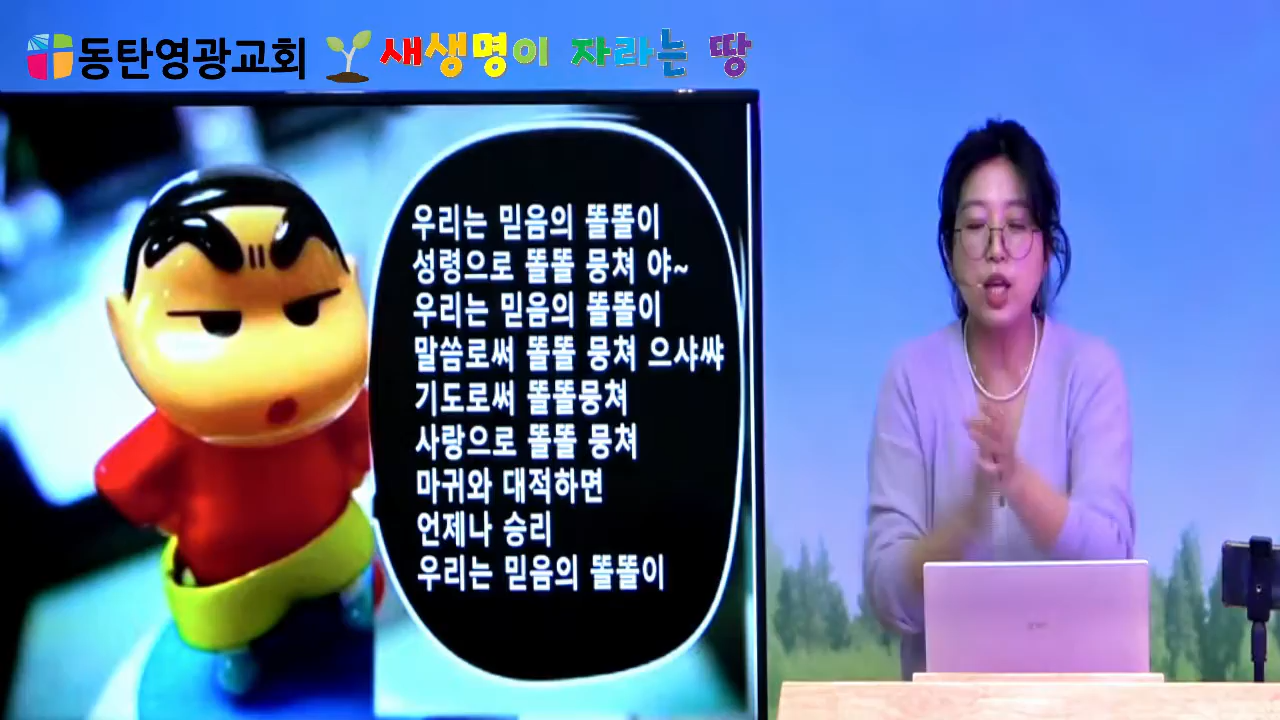 동탄영광교회 새생명이 자라는 땅
우리는 믿음의 똘똘이
성령으로 똘똘 뭉쳐 야~
우리는 믿음의 똘똘이
말씀로써 똘똘 뭉쳐 으샤쌰
기도로써 똘똘뭉쳐
사랑으로 똘똘 뭉쳐
마귀와 대적하면
언제나 승리
우리는 믿음의 똘똘이